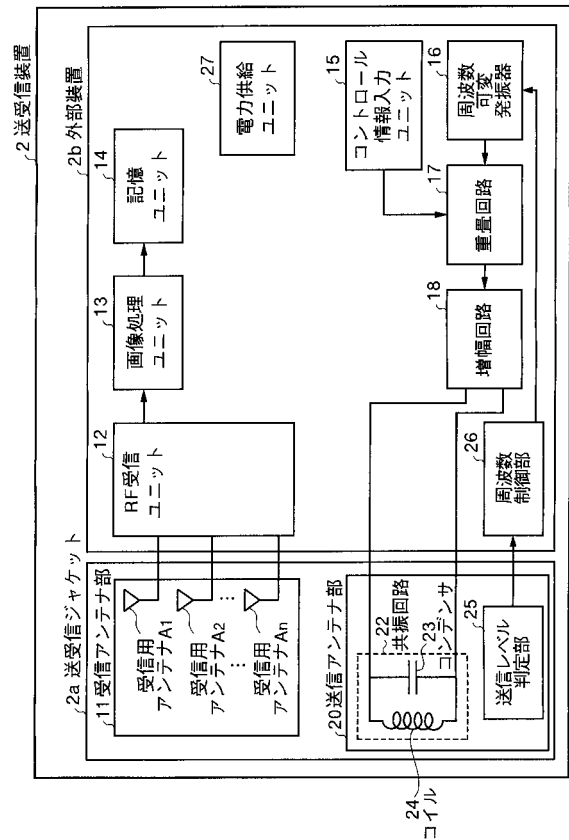 2 送受信装置
2a 送受信ジャケット
11 受信アンテナ部
受信用
アンテナA1
受信用
アンテナA2
受信用
アンテナAn
20 送信アンテナ部
22
共振回路
23
コンデンサ
24
コイル
25
送信レベル
判定部
2b 外部装置
12
RF受信
ユニット
13
画像処理
ユニット
14
記憶
ユニット
27
電力供給
ユニット
15
コントロール
情報入力
ユニット
16
周波数
可変
発振器
17
重畳回路
18
増幅回路
26
周波数
制御部